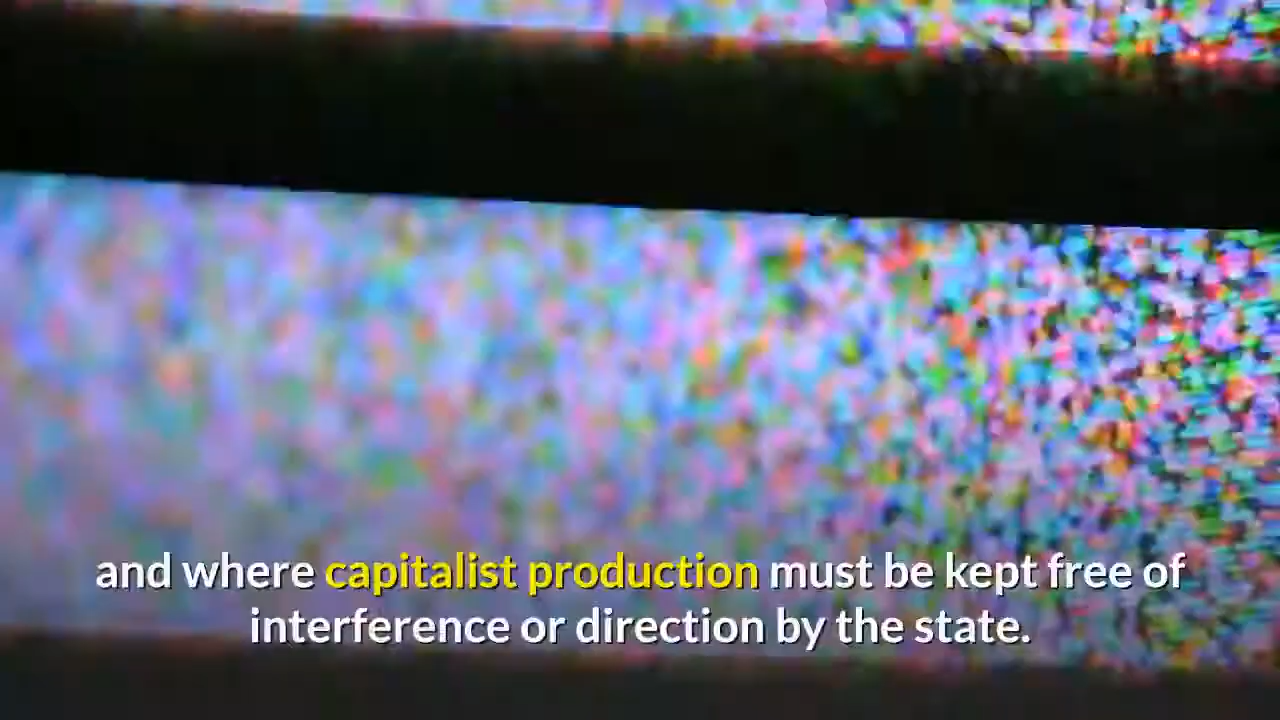 and where capitalist production must be kept free of
interference or direction by the state.